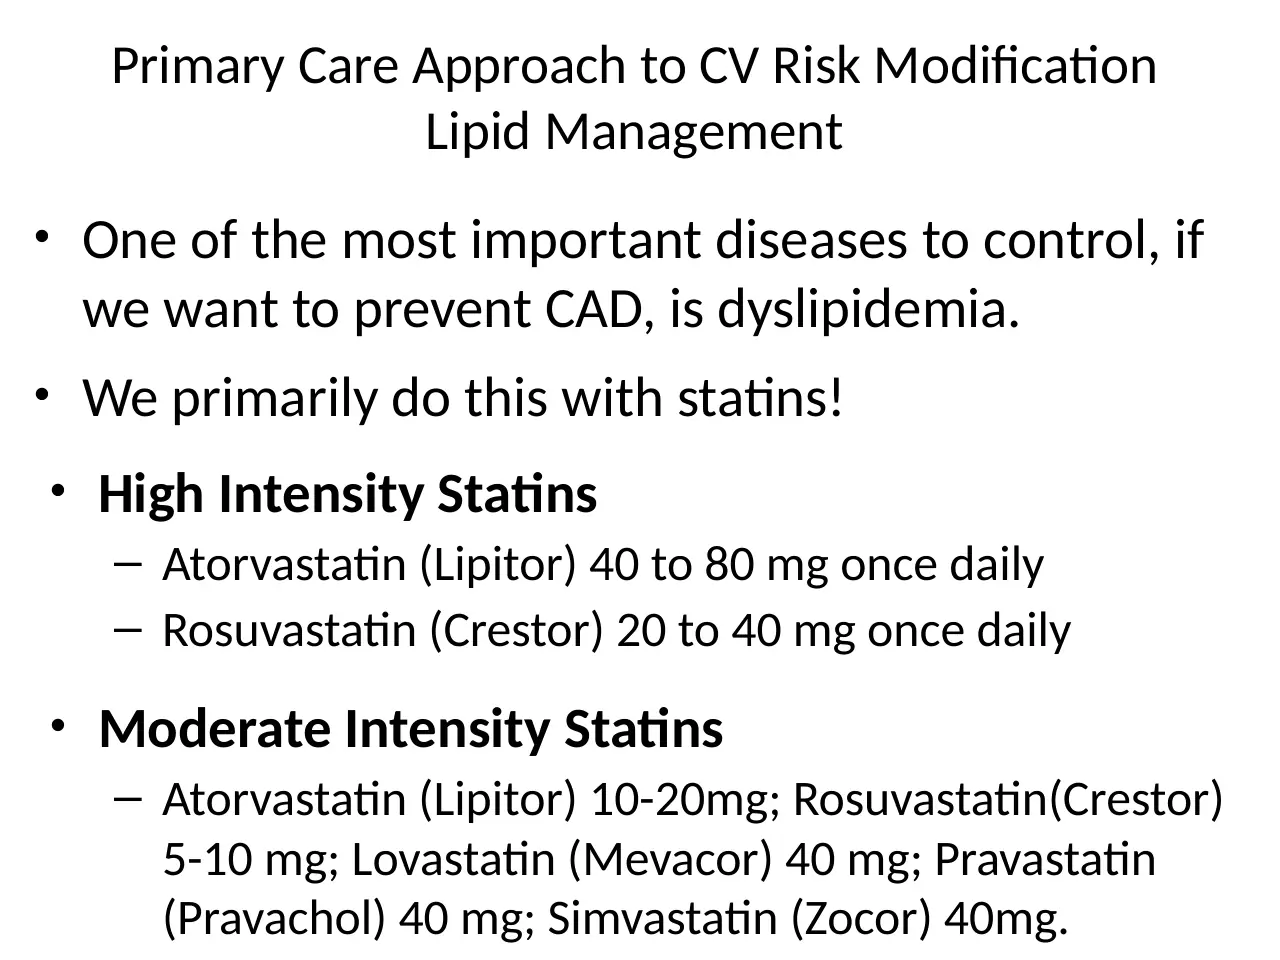 Primary Care Approach to CV Risk Modification
Lipid Management
• One of the most important diseases to control, if
we want to prevent CAD, is dyslipidemia.
• We primarily do this with statins!
• High Intensity Statins
– Atorvastatin (Lipitor) 40 to 80 mg once daily
– Rosuvastatin (Crestor) 20 to 40 mg once daily
• Moderate Intensity Statins
– Atorvastatin (Lipitor) 10-20mg; Rosuvastatin(Crestor)
5-10 mg; Lovastatin (Mevacor) 40 mg; Pravastatin
(Pravachol) 40 mg; Simvastatin (Zocor) 40mg.